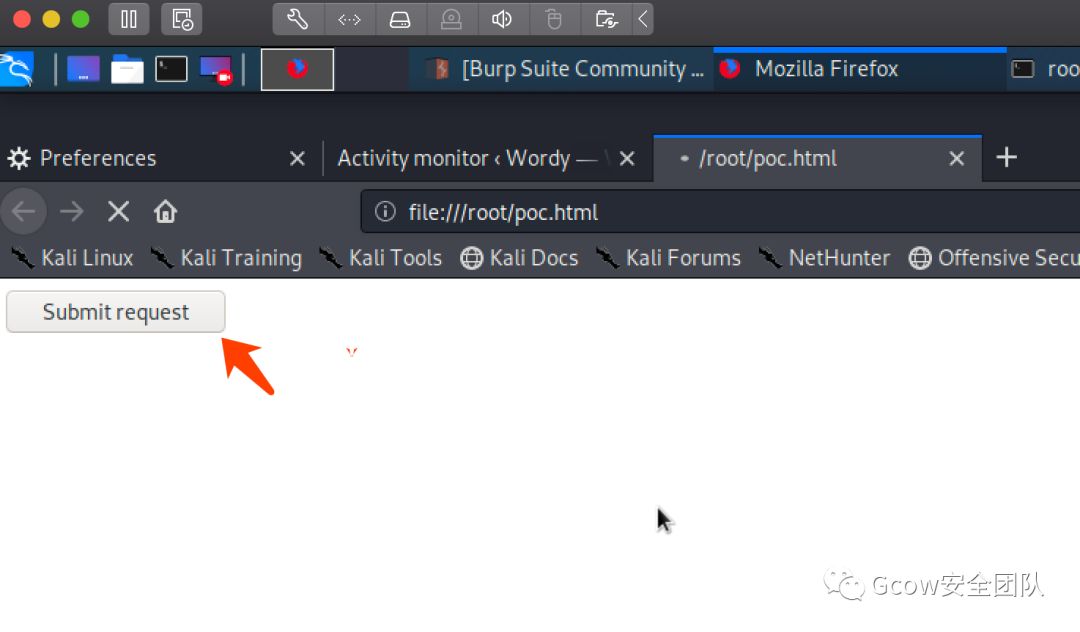 [Burp Suite Community ...
Mozilla Firefox
roo
Preferences
Activity monitor ‹ Wordy —
/root/poc.html
file:///root/poc.html
Kali Linux
Kali Training
Kali Tools
Kali Docs
Kali Forums
NetHunter
Offensive Secu
Submit request
Gcow安全团队